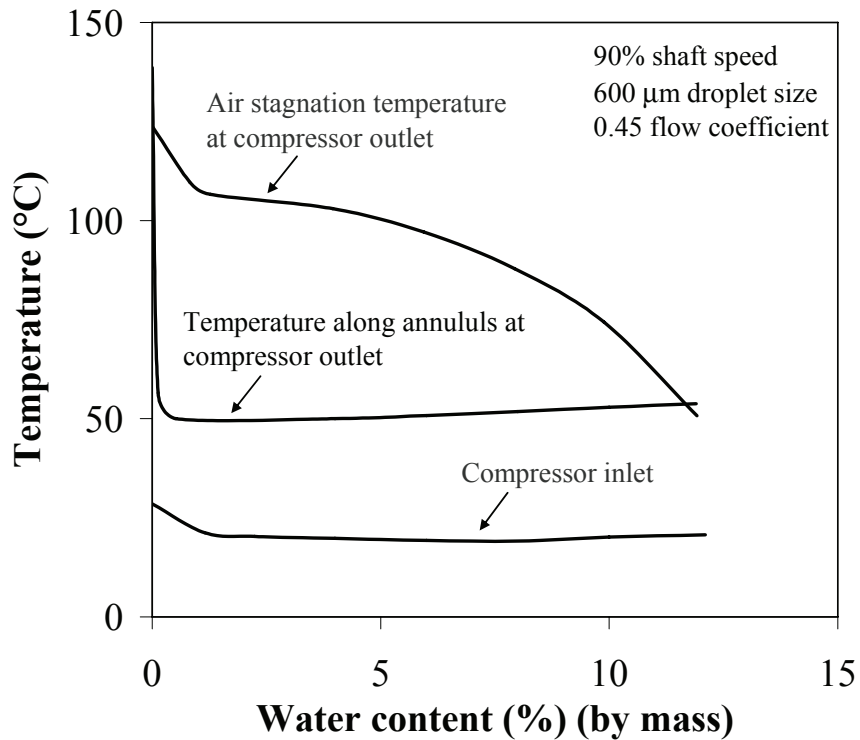 150
90% shaft speed
600 μm droplet size
0.45 flow coefficient
Air stagnation temperature
at compressor outlet
100
Temperature (°C)
Temperature along annululs at
compressor outlet
50
Compressor inlet
0
0
5
10
15
Water content (%) (by mass)